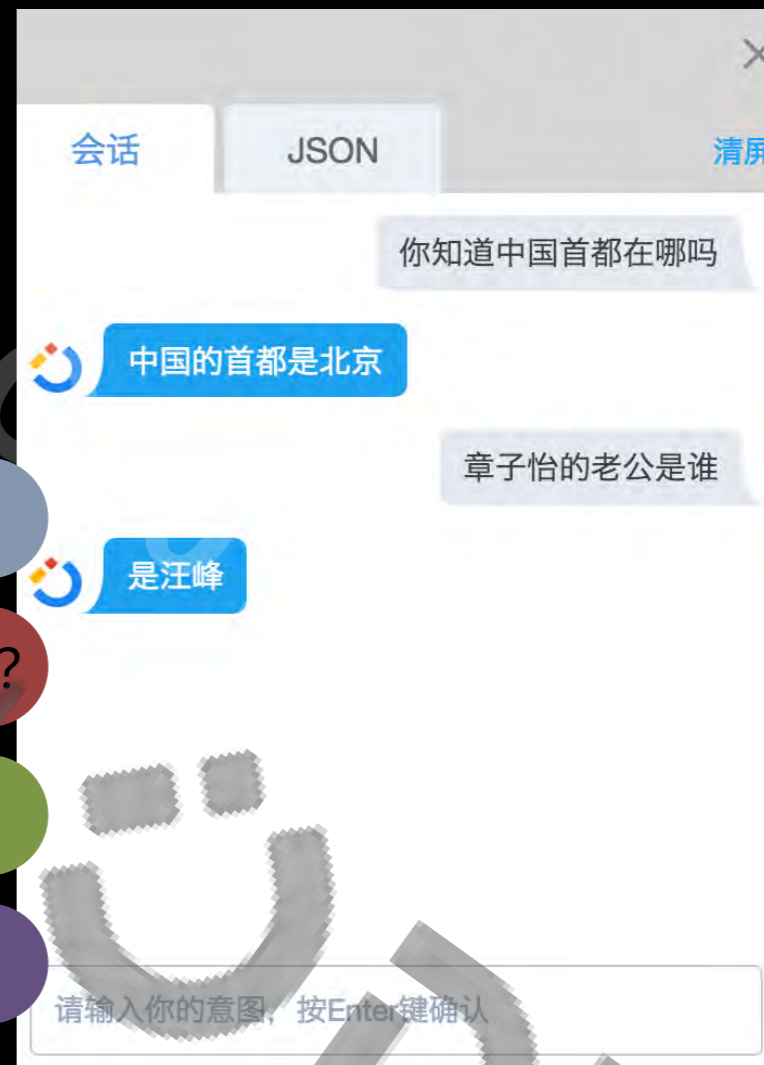 会话
JSON
清屏
你知道中国首都在哪吗
中国的首都是北京
章子怡的老公是谁
是汪峰
?
请输入你的意图，按Enter键确认